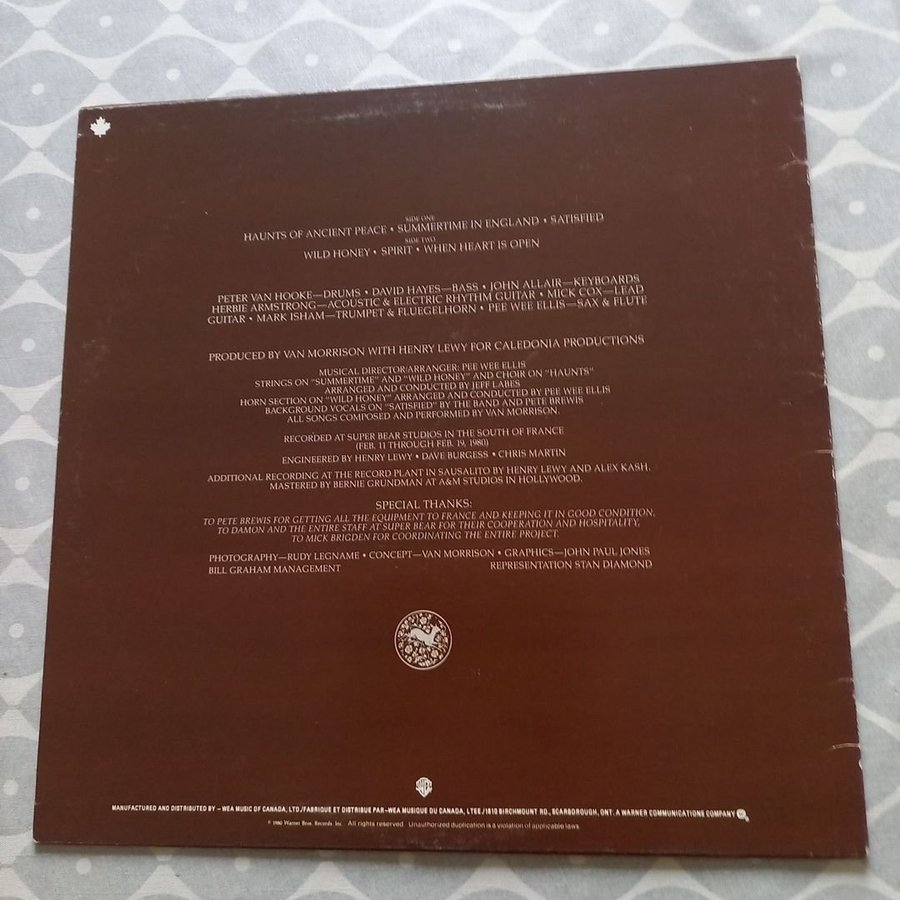 SIDE ONE
HAUNTS OF ANCIENT PEACE • SUMMERTIME IN ENGLAND • SATISFIED
SIDE TWO
WILD HONEY • SPIRIT • WHEN HEART IS OPEN
PETER VAN HOOKE—DRUMS • DAVID HAYES—BASS • JOHN ALLAIR—KEYBOARDS
HERBIE ARMSTRONG—ACOUSTIC & ELECTRIC RHYTHM GUITAR • MICK COX—LEAD
GUITAR • MARK ISHAM—TRUMPET & FLUEGELHORN • PEE WEE ELLIS—SAX & FLUTE
PRODUCED BY VAN MORRISON WITH HENRY LEWY FOR CALEDONIA PRODUCTIONS
MUSICAL DIRECTOR/ARRANGER: PEE WEE ELLIS
STRINGS ON "SUMMERTIME" AND "WILD HONEY" AND CHOIR ON "HAUNTS"
ARRANGED AND CONDUCTED BY JEFF LABES
HORN SECTION ON "WILD HONEY" ARRANGED AND CONDUCTED BY PEE WEE ELLIS
BACKGROUND VOCALS ON "SATISFIED" BY THE BAND AND PETE BREWIS
ALL SONGS COMPOSED AND PERFORMED BY VAN MORRISON.
RECORDED AT SUPER BEAR STUDIOS IN THE SOUTH OF FRANCE
(FEB. 11 THROUGH FEB. 19, 1980)
ENGINEERED BY HENRY LEWY • DAVE BURGESS • CHRIS MARTIN
ADDITIONAL RECORDING AT THE RECORD PLANT IN SAUSALITO BY HENRY LEWY AND ALEX KASH.
MASTERED BY BERNIE GRUNDMAN AT A&M STUDIOS IN HOLLYWOOD.
SPECIAL THANKS:
TO PETE BREWIS FOR GETTING ALL THE EQUIPMENT TO FRANCE AND KEEPING IT IN GOOD CONDITION,
TO DAMON AND THE ENTIRE STAFF AT SUPER BEAR FOR THEIR COOPERATION AND HOSPITALITY,
TO MICK BRIGDEN FOR COORDINATING THE ENTIRE PROJECT.
PHOTOGRAPHY—RUDY LEGNAME • CONCEPT—VAN MORRISON • GRAPHICS—JOHN PAUL JONES
BILL GRAHAM MANAGEMENT REPRESENTATION STAN DIAMOND
MANUFACTURED AND DISTRIBUTED BY - WEA MUSIC OF CANADA, LTD./FABRIQUE ET DISTRIBUE PAR-WEA MUSIQUE DU CANADA, LTEE /1810 BIRCHMOUNT RD., SCARBOROUGH, ONT. A WARNER COMMUNICATIONS COMPANY
℗ 1980 Warner Bros. Records Inc. All rights reserved. Unauthorized duplication is a violation of applicable laws.